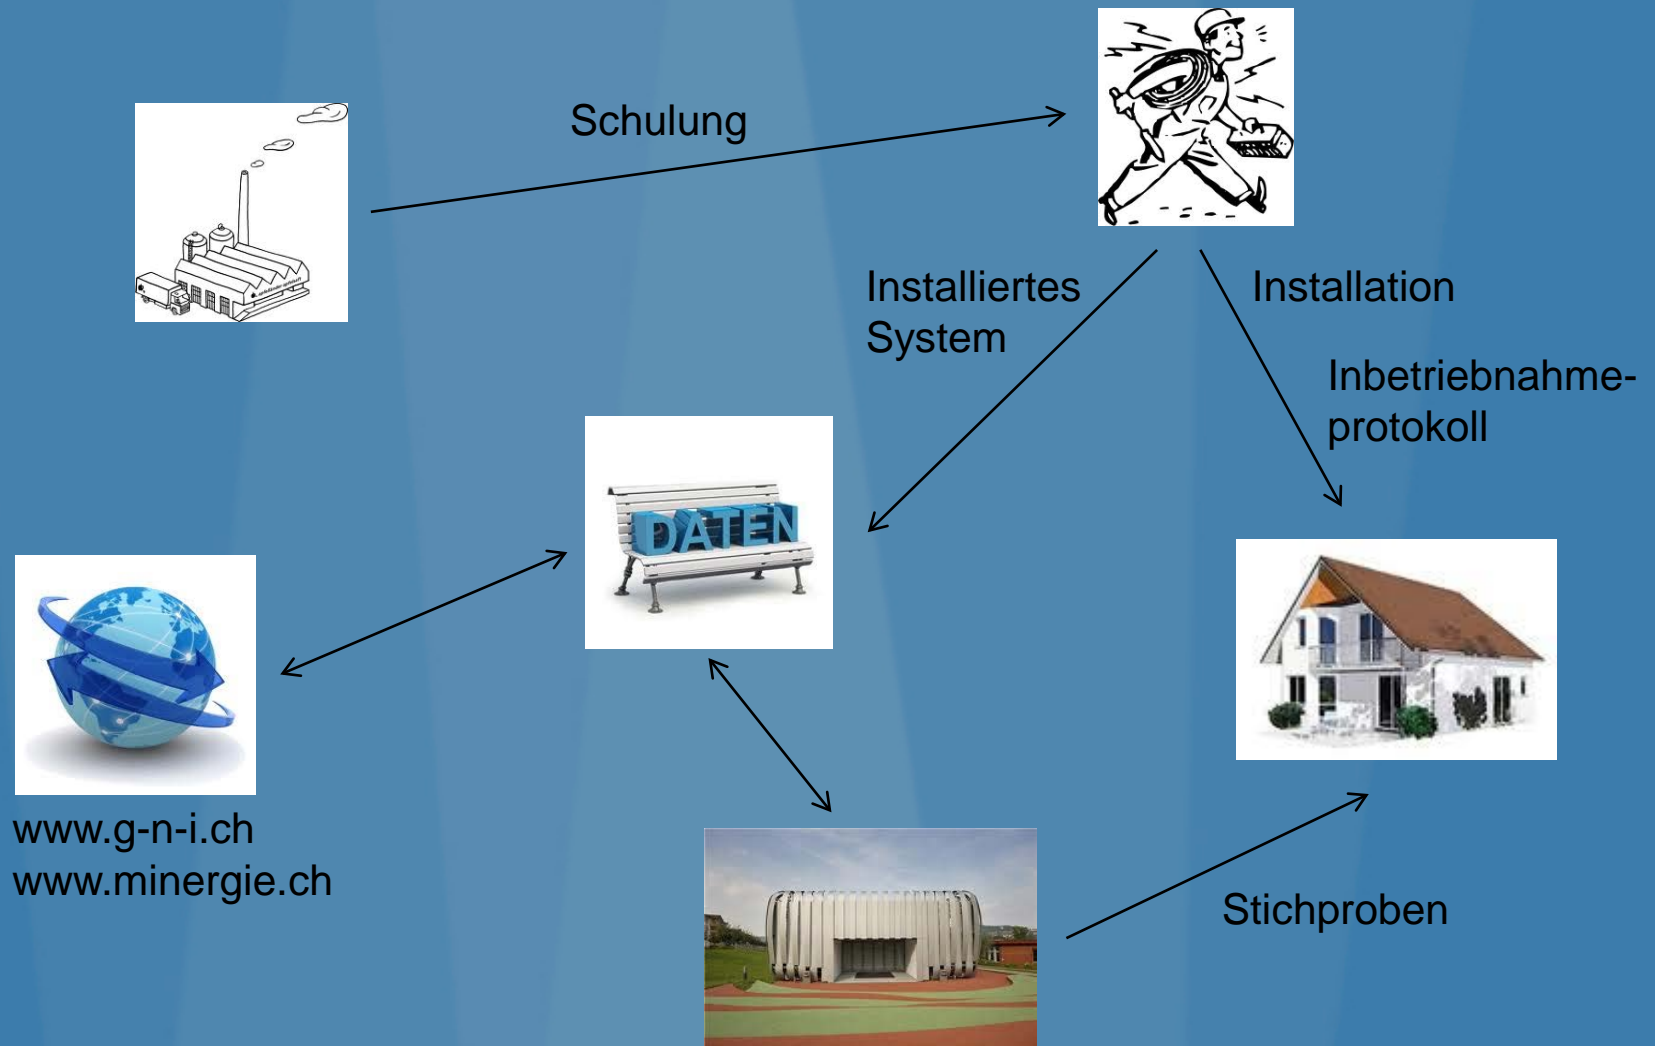 Schulung
Installiertes
System
Installation
Inbetriebnahme-
protokoll
DATEN
www.g-n-i.ch
www.minergie.ch
Stichproben